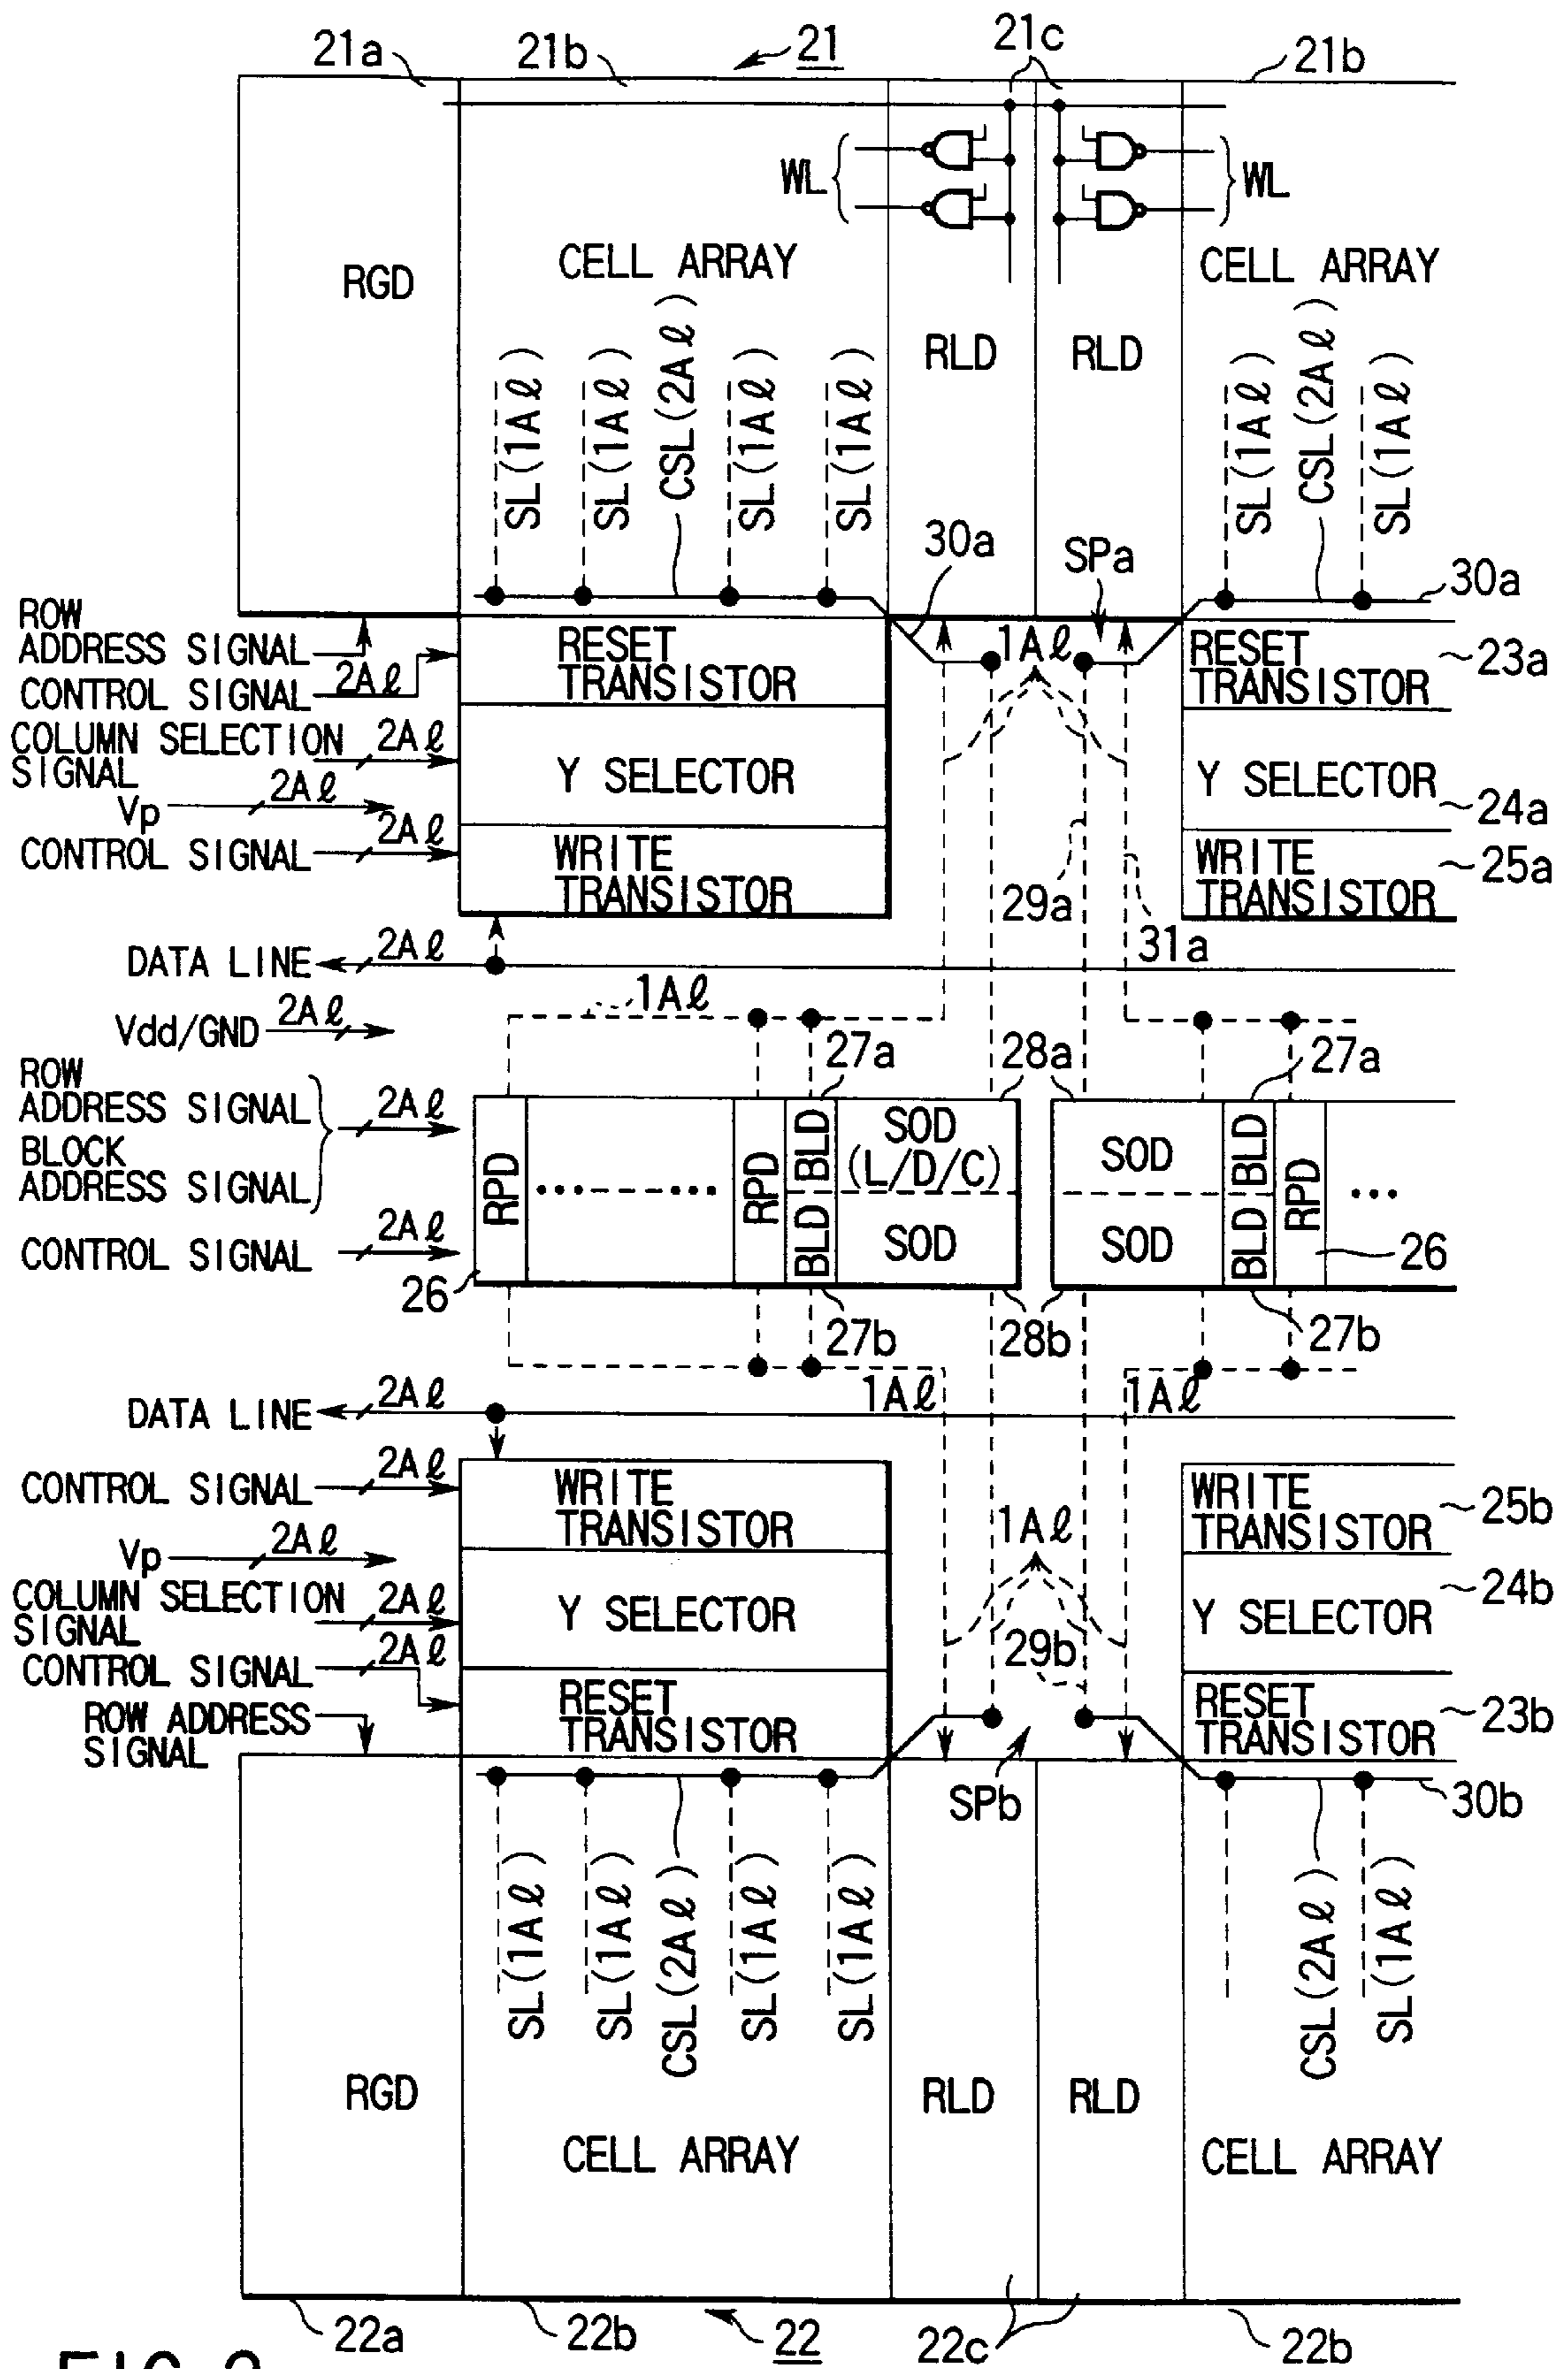 21a
21b
21
21c
21b
WL
WL
RGD
CELL ARRAY
RLD
RLD
CELL ARRAY
SL(1Aℓ)
SL(1Aℓ)
CSL(2Aℓ)
SL(1Aℓ)
SL(1Aℓ)
SL(1Aℓ)
CSL(2Aℓ)
SL(1Aℓ)
30a
SPa
30a
ROW
ADDRESS SIGNAL
CONTROL SIGNAL
2Aℓ
RESET
TRANSISTOR
1Aℓ
RESET
TRANSISTOR
23a
COLUMN SELECTION
SIGNAL
2Aℓ
Vp
2Aℓ
Y SELECTOR
Y SELECTOR
24a
CONTROL SIGNAL
2Aℓ
WRITE
TRANSISTOR
29a
31a
WRITE
TRANSISTOR
25a
DATA LINE
2Aℓ
1Aℓ
Vdd/GND
2Aℓ
27a
28a
27a
ROW
ADDRESS SIGNAL
BLOCK
ADDRESS SIGNAL
2Aℓ
CONTROL SIGNAL
2Aℓ
RPD
RPD
BLD
BLD
SOD
(L/D/C)
SOD
SOD
SOD
BLD
BLD
RPD
26
26
27b
28b
27b
1Aℓ
1Aℓ
DATA LINE
2Aℓ
CONTROL SIGNAL
2Aℓ
WRITE
TRANSISTOR
1Aℓ
WRITE
TRANSISTOR
25b
Vp
2Aℓ
COLUMN SELECTION
SIGNAL
2Aℓ
Y SELECTOR
Y SELECTOR
24b
CONTROL SIGNAL
2Aℓ
29b
ROW ADDRESS
SIGNAL
RESET
TRANSISTOR
RESET
TRANSISTOR
23b
SPb
30b
SL(1Aℓ)
SL(1Aℓ)
CSL(2Aℓ)
SL(1Aℓ)
SL(1Aℓ)
CSL(2Aℓ)
SL(1Aℓ)
RGD
RLD
RLD
CELL ARRAY
CELL ARRAY
22a
22b
22
22c
22b